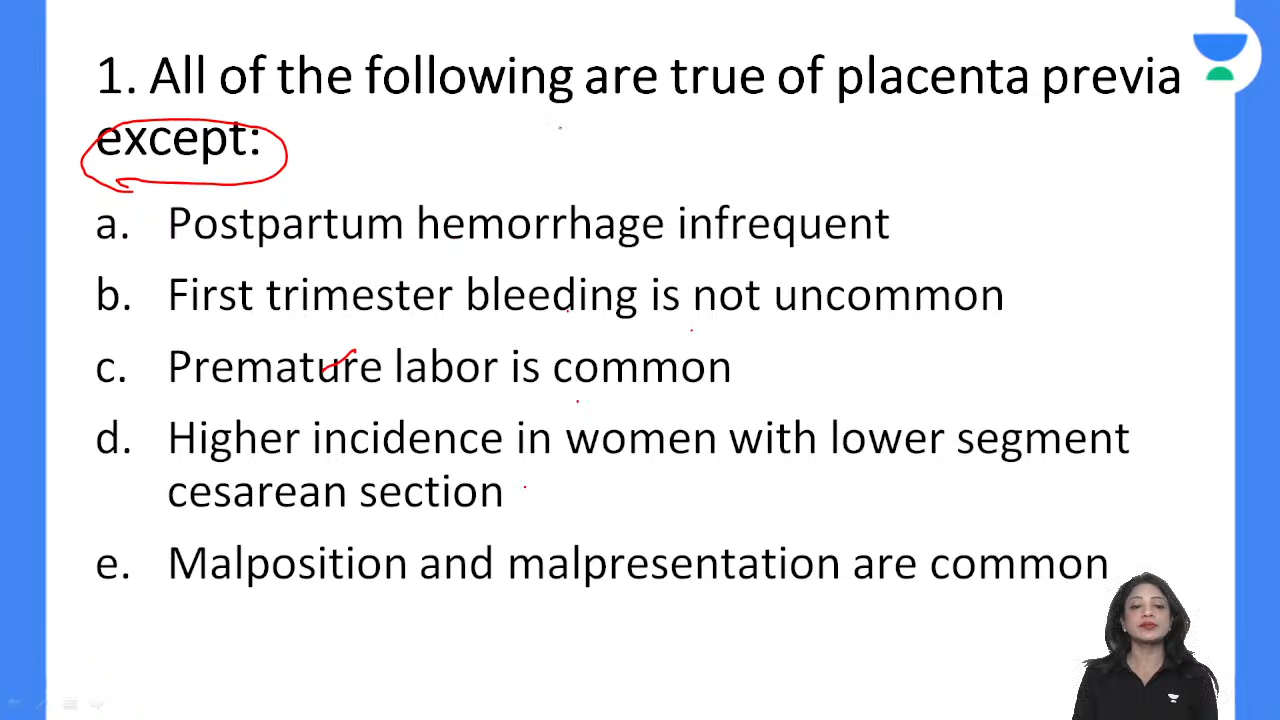 1. All of the following are true of placenta previa
except:
a. Postpartum hemorrhage infrequent
b. First trimester bleeding is not uncommon
c. Premature labor is common
d. Higher incidence in women with lower segment
cesarean section
e. Malposition and malpresentation are common